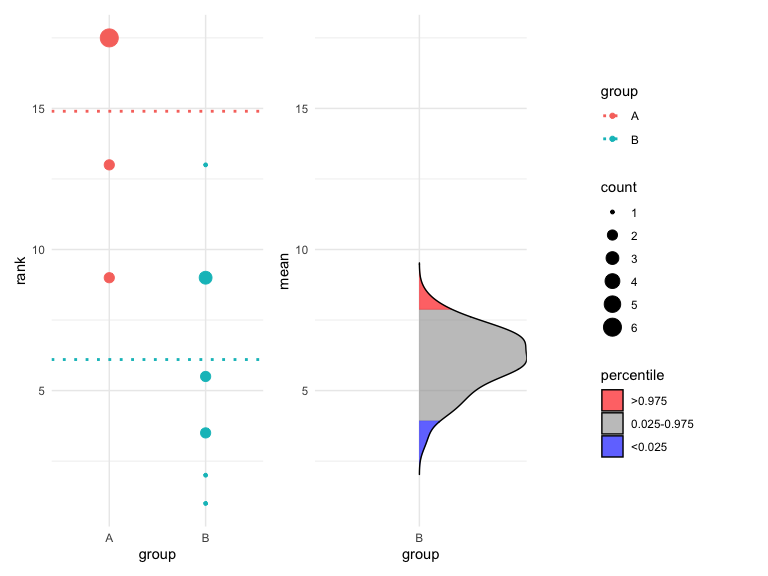 rank
15
10
5
A
B
group
mean
15
10
5
B
group
group
A
B
count
1
2
3
4
5
6
percentile
>0.975
0.025-0.975
<0.025